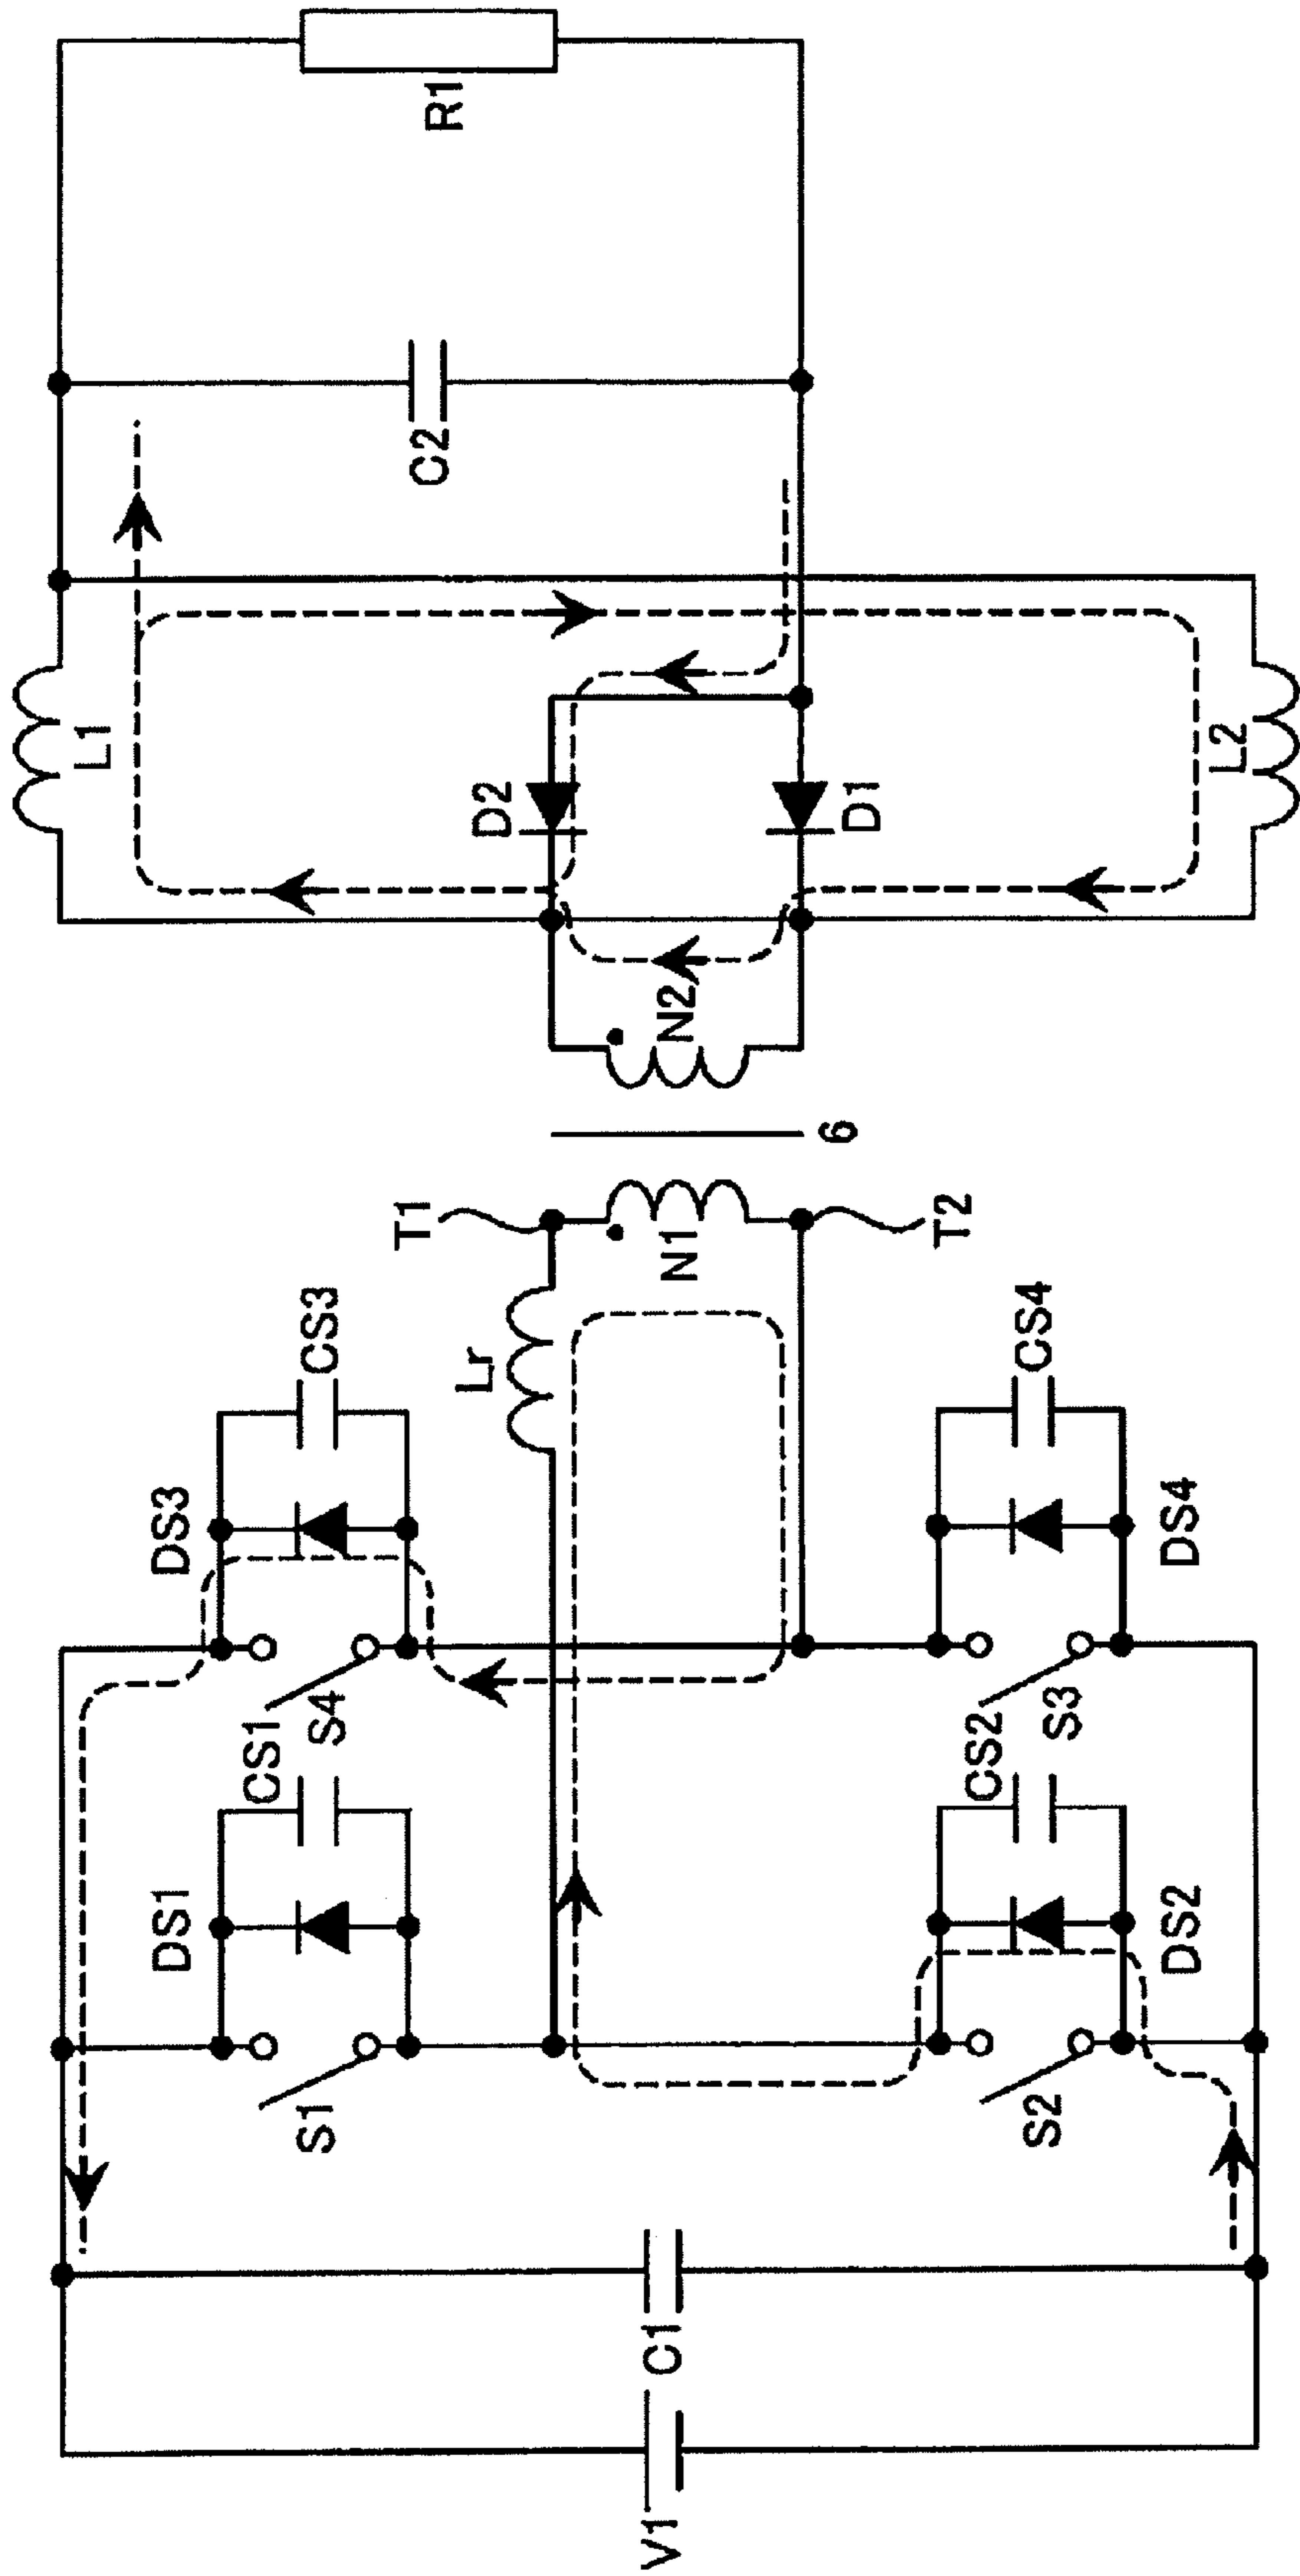 V1
C1
S1
DS1
CS1
S2
DS2
CS2
S4
DS3
CS3
S3
DS4
CS4
Lr
T1
T2
N1
6
N2
D2
D1
L1
L2
C2
R1